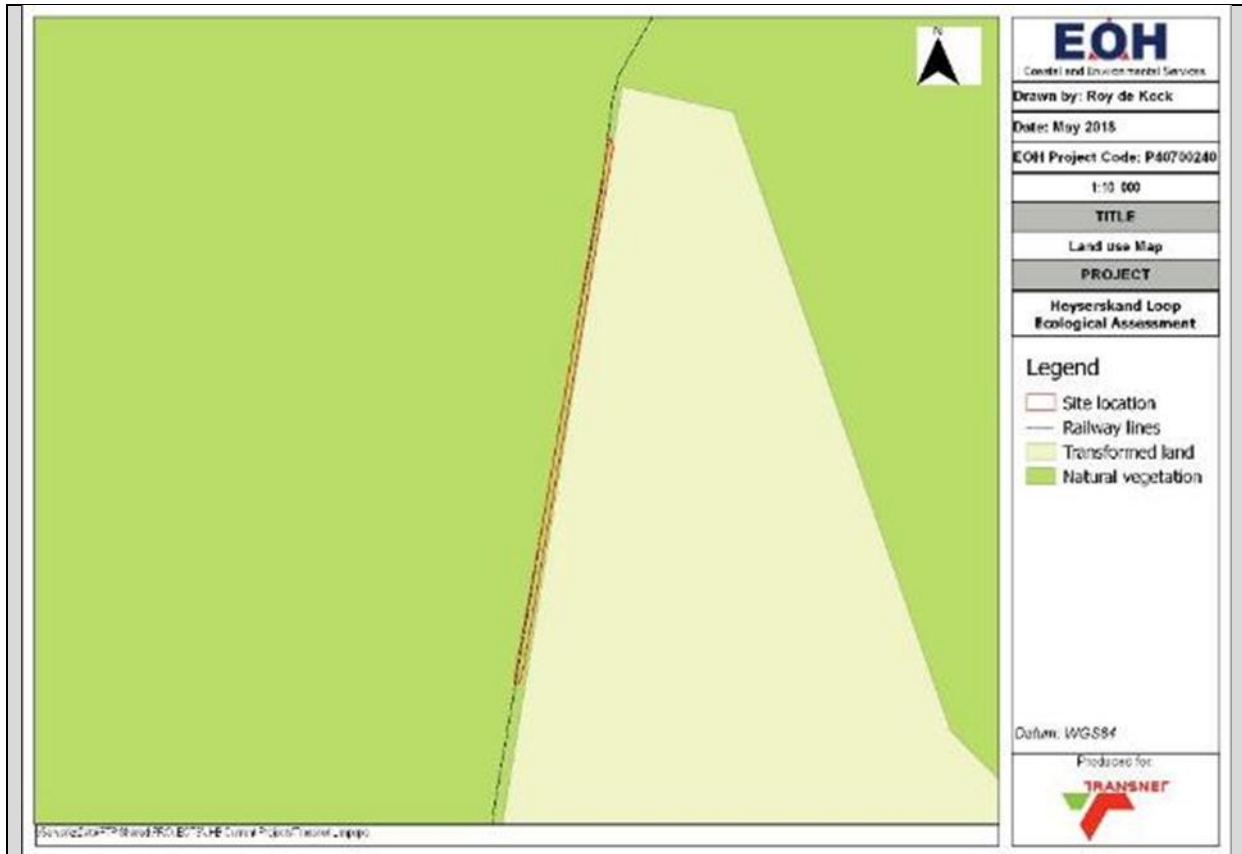 N
EOH
Coastal and Environmental Services
Drawn by: Roy de Kock
Date: May 2018
EOH Project Code: P40700240
1:10 000
TITLE
Land use Map
PROJECT
Heyserskand Loop
Ecological Assessment
Legend
Site location
Railway lines
Transformed land
Natural vegetation
Datum: WGS84
Produced for:
TRANSNET